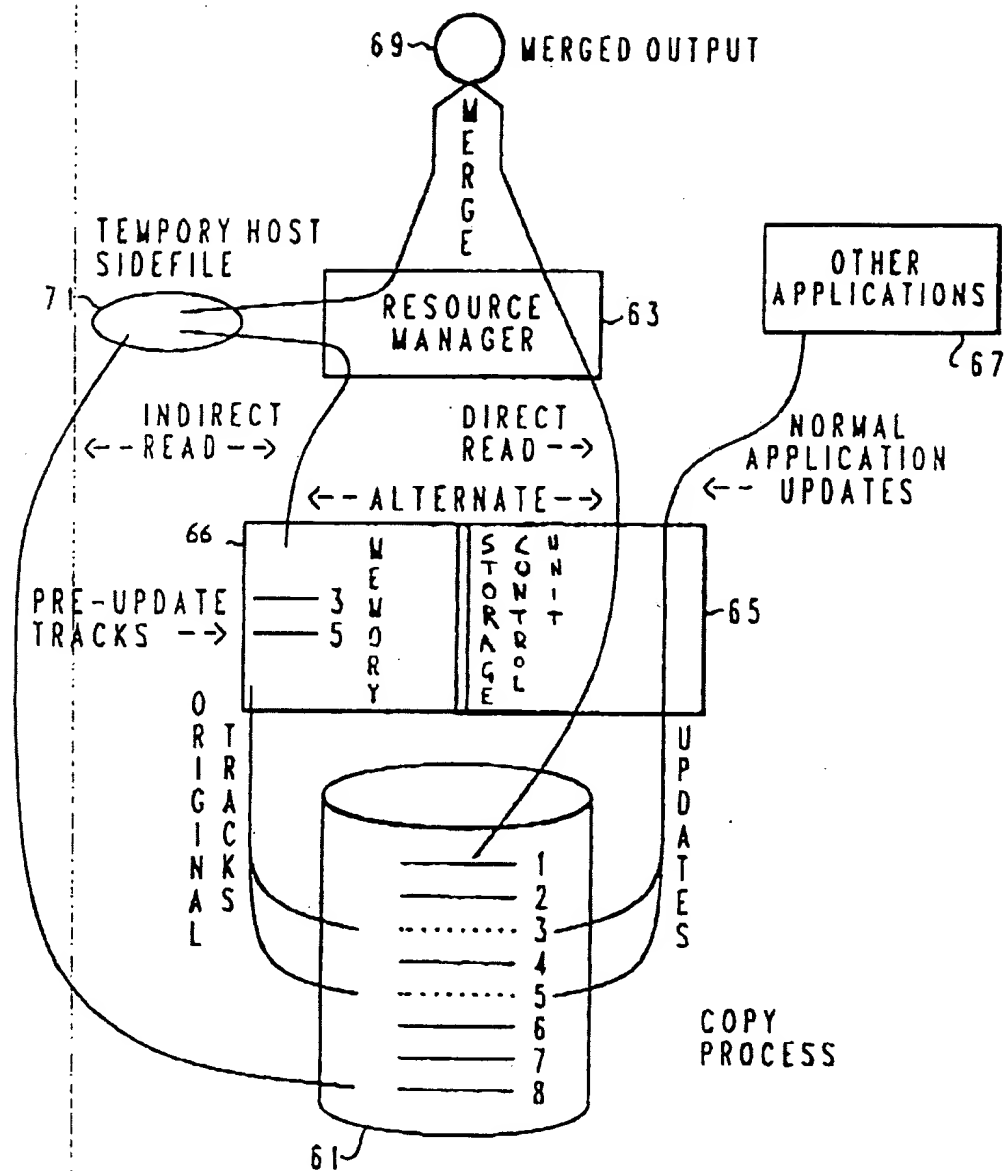 69 MERGED OUTPUT
MERGE
TEMPORY HOST
SIDEFILE
71
RESOURCE
MANAGER
63
OTHER
APPLICATIONS
67
INDIRECT
<--READ-->
DIRECT
READ-->
NORMAL
APPLICATION
<-- UPDATES
<--ALTERNATE-->
66
MEMORY
STORAGE
CONTROL
UNIT
65
PRE-UPDATE
TRACKS -->
3
5
ORIGINAL
TRACKS
UPDATES
1
2
3
4
5
6
7
8
COPY
PROCESS
61